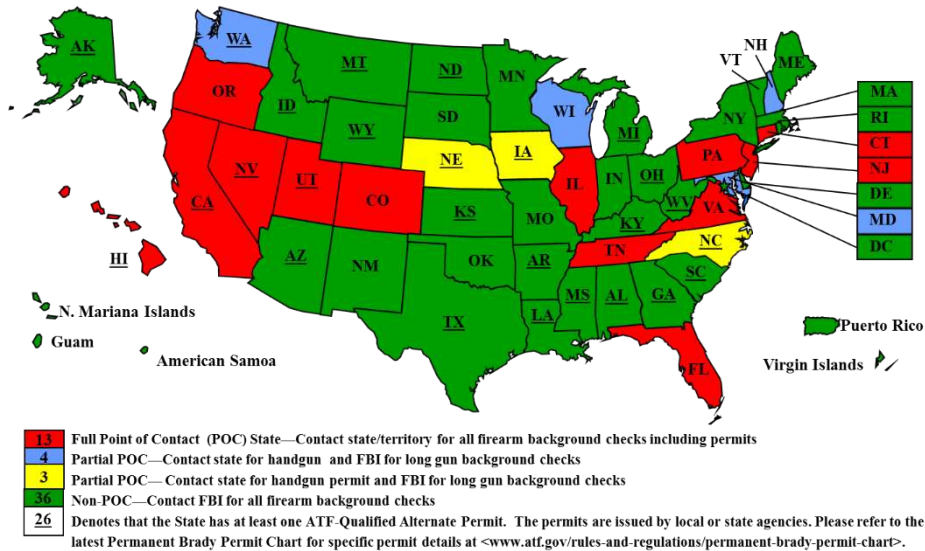 AK
WA
MT
ND
MN
VT
NH
ME
OR
ID
WY
SD
WI
MI
NY
MA
RI
CT
NJ
DE
MD
DC
NV
CA
UT
CO
NE
KS
IA
MO
IL
IN
OH
PA
WV
VA
KY
TN
NC
SC
HI
AZ
NM
OK
TX
AR
LA
MS
AL
GA
FL
N. Mariana Islands
Guam
American Samoa
Puerto Rico
Virgin Islands
13 Full Point of Contact (POC) State—Contact state/territory for all firearm background checks including permits
4 Partial POC—Contact state for handgun and FBI for long gun background checks
3 Partial POC— Contact state for handgun permit and FBI for long gun background checks
36 Non-POC—Contact FBI for all firearm background checks
26 Denotes that the State has at least one ATF-Qualified Alternate Permit. The permits are issued by local or state agencies. Please refer to the
latest Permanent Brady Permit Chart for specific permit details at <www.atf.gov/rules-and-regulations/permanent-brady-permit-chart>.